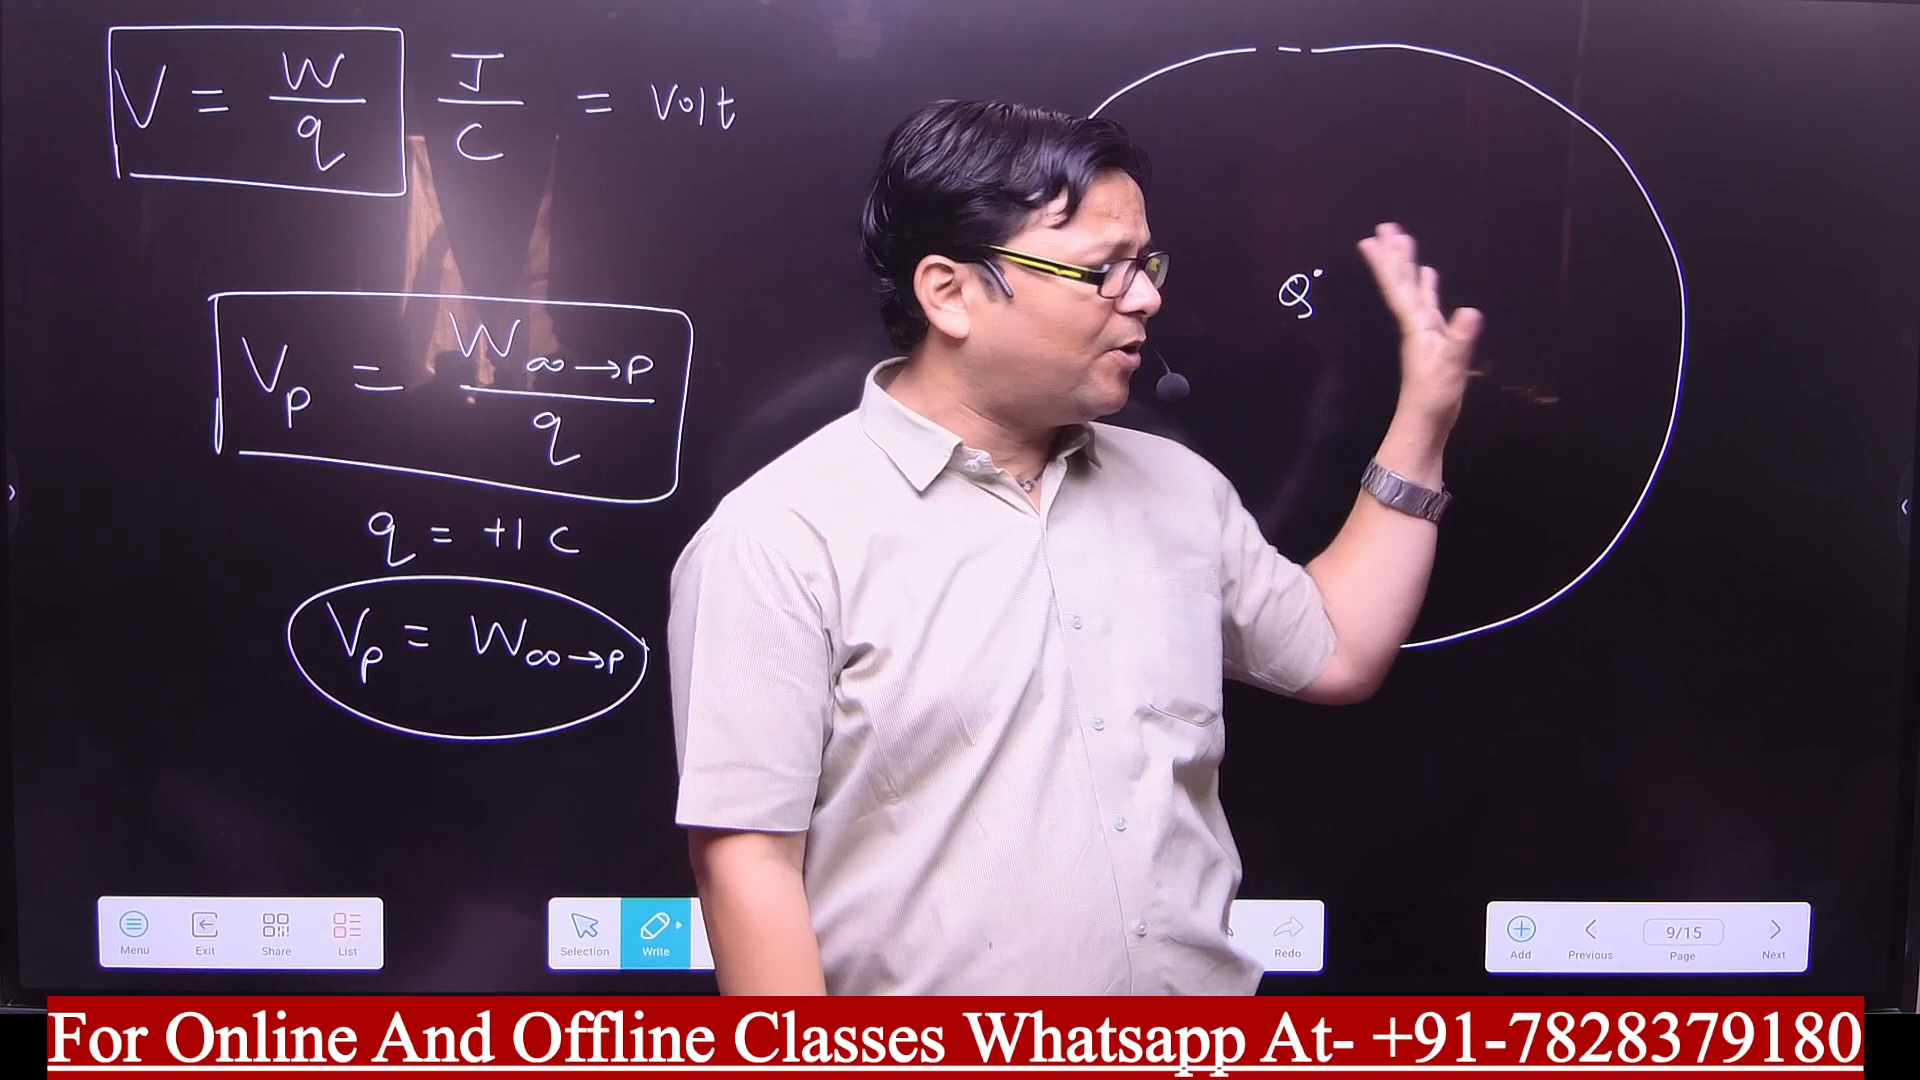 V = W/q J/C = Volt
Vp = W∞→p/q
q = +1 C
Vp = W∞→p
Q
Menu Exit Share List
Selection Write Redo
Add Previous 9/15 Page Next
For Online And Offline Classes Whatsapp At- +91-7828379180